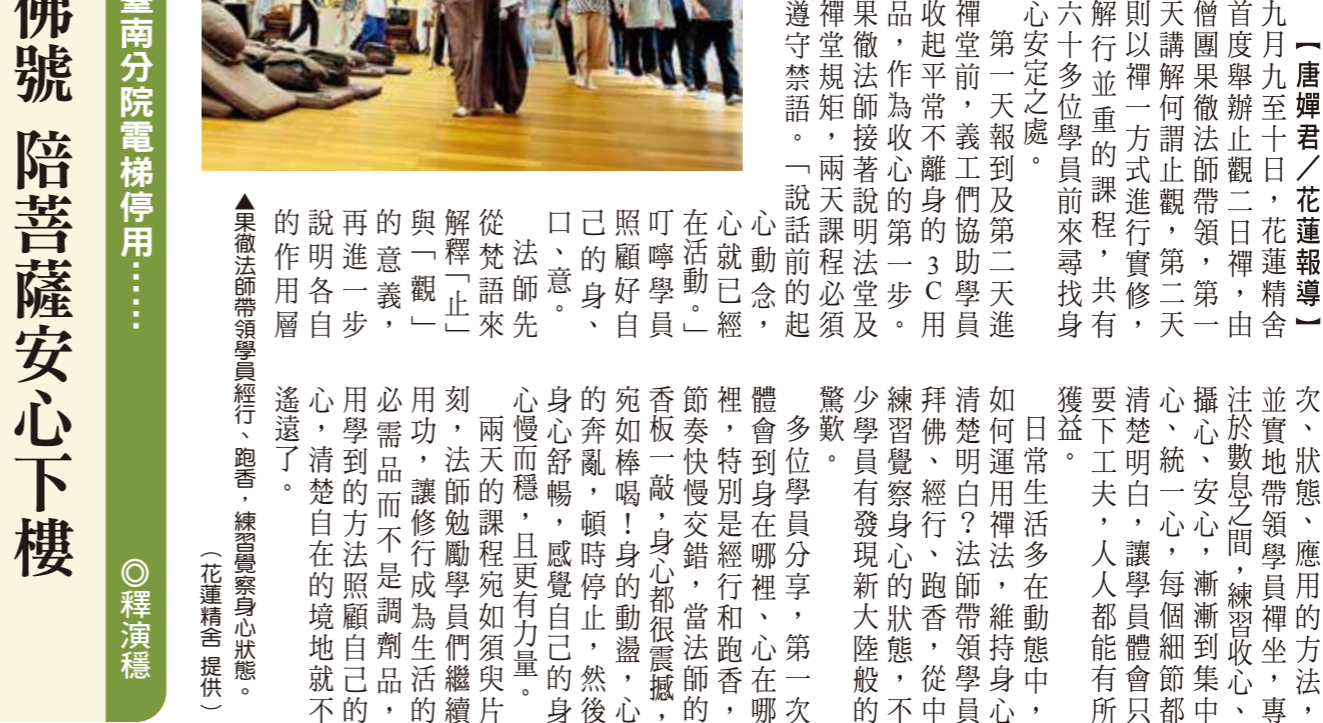 【唐嬋君／花蓮報導】
九月九至十日，花蓮精舍
首度舉辦止觀二日禪，由
僧團果徹法師帶領，第一
天講解何謂止觀，第二天
則以禪一方式進行實修，
解行並重的課程，共有
六十多位學員前來尋找身
心安定之處。
第一天報到及第二天進
禪堂前，義工們協助學員
收起平常不離身的3C用
品，作為收心的第一步。
果徹法師接著說明法堂及
禪堂規矩，兩天課程必須
遵守禁語。「說話前的起
心動念，
心就已經
在活動。」
叮嚀學員
照顧好自
己的身、
口、意。
法師先
從梵語來
解釋「止」
與「觀」
的意義，
再進一步
說明各自
的作用層
次、狀態、應用的方法，
並實地帶領學員禪坐，專
注於數息之間，練習收心、
攝心、安心，漸漸到集中
心、統一心，每個細節都
清楚明白，讓學員體會只
要下工夫，人人都能有所
獲益。
日常生活多在動態中，
如何運用禪法，維持身心
清楚明白？法師帶領學員
拜佛、經行、跑香，從中
練習覺察身心的狀態，不
少學員有發現新大陸般的
驚歎。
多位學員分享，第一次
體會到身在哪裡、心在哪
裡，特別是經行和跑香，
節奏快慢交錯，當法師的
香板一敲，身心都很震撼，
宛如棒喝！身的動盪，心
的奔亂，頓時停止，然後
身心舒暢，感覺自己的身
心慢而穩，且更有力量。
兩天的課程宛如須臾片
刻，法師勉勵學員們繼續
用功，讓修行成為生活的
必需品而不是調劑品，
用學到的方法照顧自己的
心，清楚自在的境地就不
遙遠了。
▲果徹法師帶領學員經行、跑香，練習覺察身心狀態。
（花蓮精舍 提供）
臺南分院電梯停用……
◎釋演穩
佛號 陪菩薩安心下樓